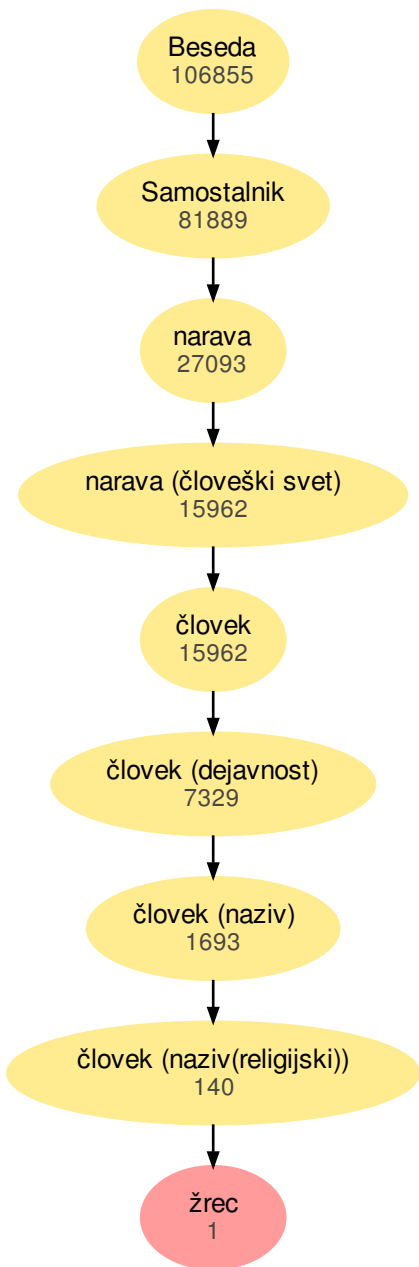 Beseda
106855
Samostalnik
81889
narava
27093
narava (človeški svet)
15962
človek
15962
človek (dejavnost)
7329
človek (naziv)
1693
človek (naziv(religijski))
140
žrec
1